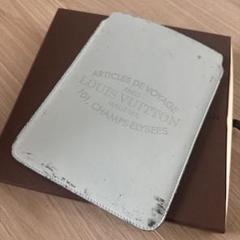 ARTICLES DE VOYAGE
LOUIS VUITTON
101, CHAMPS-ELYSEES